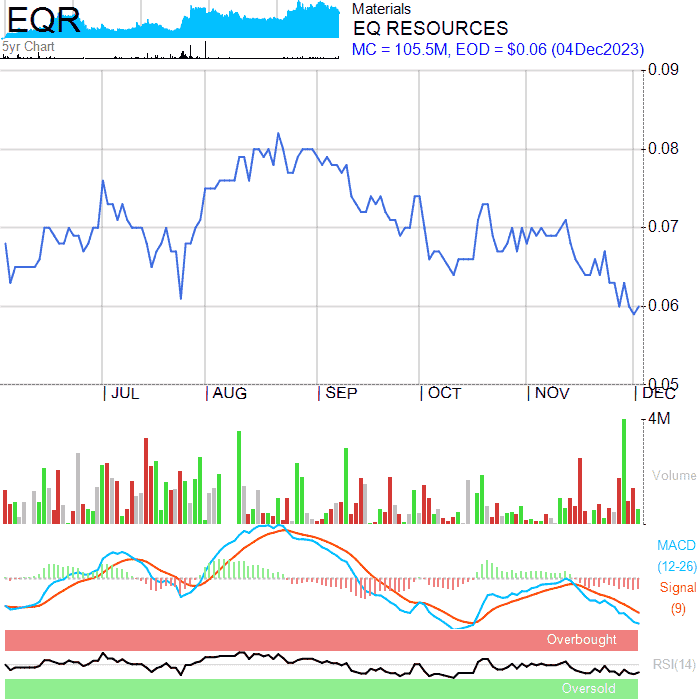 EQR
Materials
EQ RESOURCES
MC = 105.5M, EOD = $0.06 (04Dec2023)
5yr Chart
0.09
0.08
0.07
0.06
0.05
JUL AUG SEP OCT NOV DEC
4M
Volume
MACD
(12-26)
Signal
(9)
Overbought
RSI(14)
Oversold